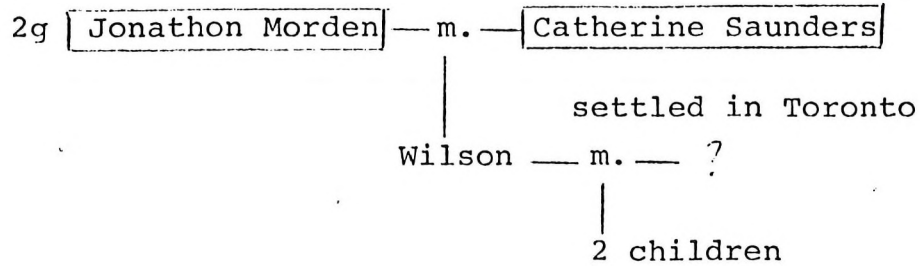 2g Jonathon Morden — m. — Catherine Saunders
settled in Toronto
Wilson — m. — ?
2 children